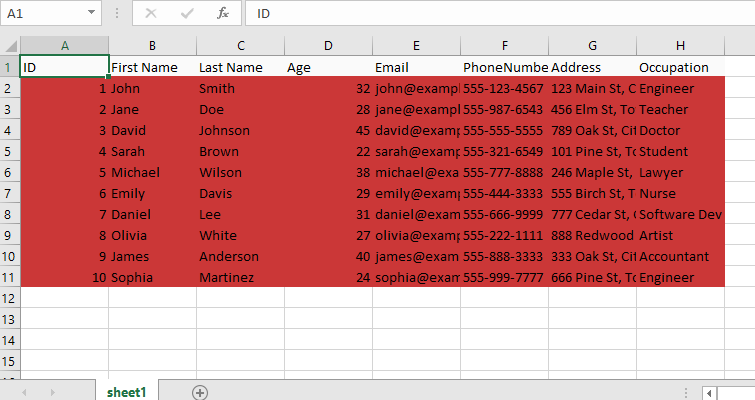 A1 fx ID
A B C D E F G H
1 ID First Name Last Name Age Email PhoneNumbe Address Occupation
2 1 John Smith 32 john@exampl 555-123-4567 123 Main St, C Engineer
3 2 Jane Doe 28 jane@exampl 555-987-6543 456 Elm St, To Teacher
4 3 David Johnson 45 david@exam 555-555-5555 789 Oak St, Cit Doctor
5 4 Sarah Brown 22 sarah@exam 555-321-6549 101 Pine St, To Student
6 5 Michael Wilson 38 michael@exa 555-777-8888 246 Maple St, Lawyer
7 6 Emily Davis 29 emily@exam 555-444-3333 555 Birch St, T Nurse
8 7 Daniel Lee 31 daniel@exam 555-666-9999 777 Cedar St, Software Dev
9 8 Olivia White 27 olivia@exam 555-222-1111 888 Redwood Artist
10 9 James Anderson 40 james@exam 555-888-3333 333 Oak St, Cit Accountant
11 10 Sophia Martinez 24 sophia@exam 555-999-7777 666 Pine St, To Engineer
12
13
14
15
sheet1